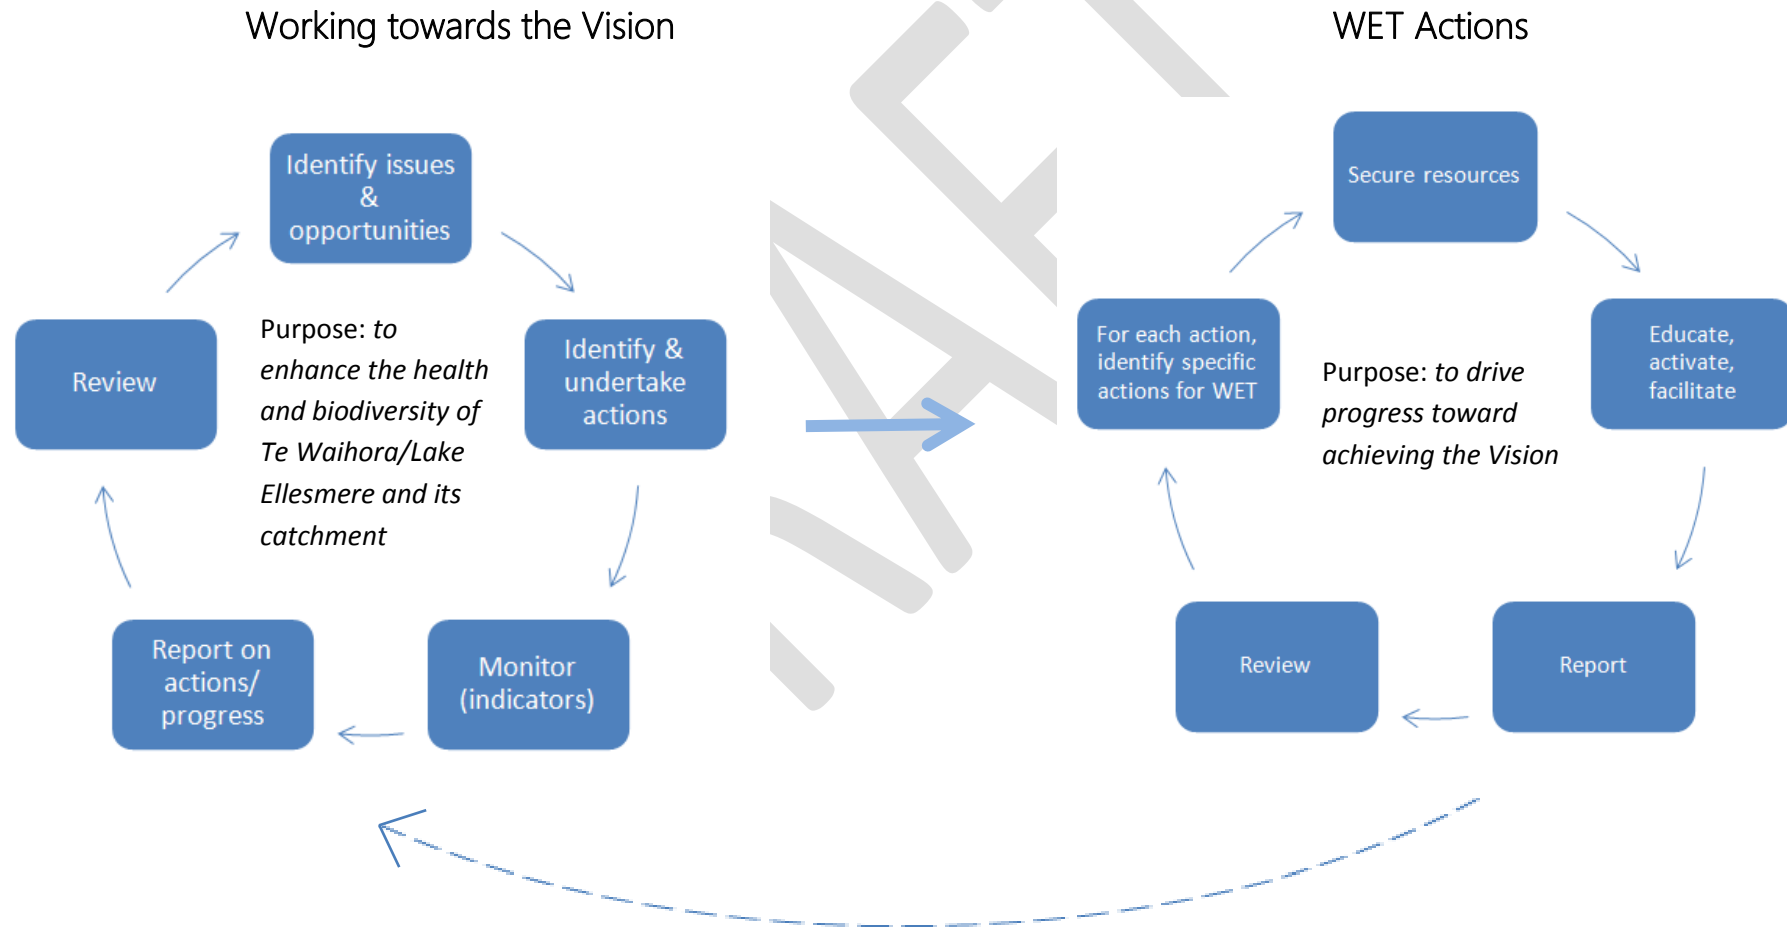 Working towards the Vision
Identify issues
&
opportunities
Identify &
undertake
actions
Monitor
(indicators)
Report on
actions/
progress
Review
Purpose: to
enhance the health
and biodiversity of
Te Waihora/Lake
Ellesmere and its
catchment
WET Actions
Secure resources
Educate,
activate,
facilitate
Report
Review
For each action,
identify specific
actions for WET
Purpose: to drive
progress toward
achieving the Vision